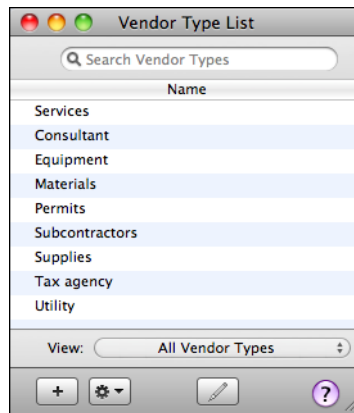 Vendor Type List
Search Vendor Types
Name
Services
Consultant
Equipment
Materials
Permits
Subcontractors
Supplies
Tax agency
Utility
View: All Vendor Types
+ ?